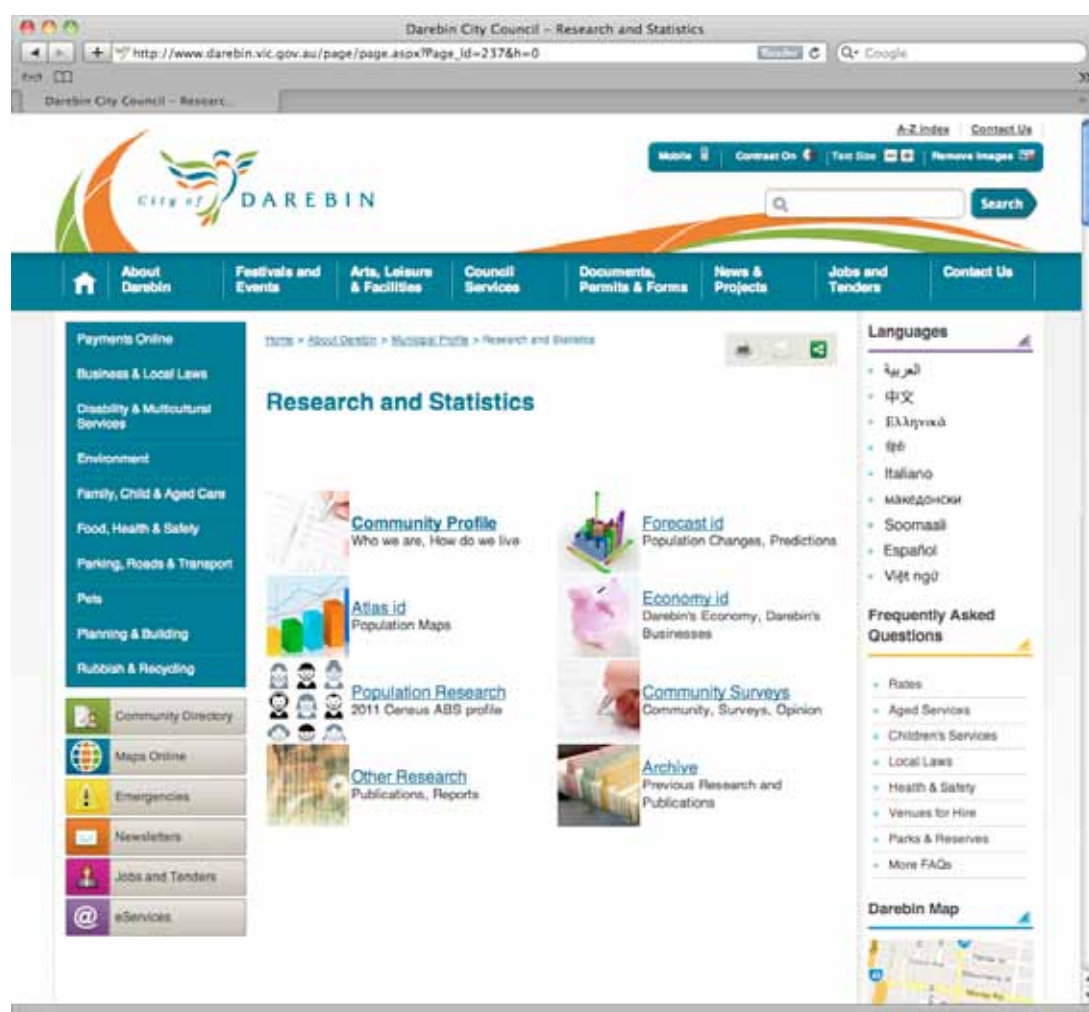 Darebin City Council – Research and Statistics
http://www.darebin.vic.gov.au/page/page.aspx?Page_Id=237&h=0
Reader
Google
Darebin City Council – Researc...
A-Z Index
Contact Us
Mobile
Contrast On
Text Size
Remove Images
City of DAREBIN
Search
About
Darebin
Festivals and
Events
Arts, Leisure
& Facilities
Council
Services
Documents,
Permits & Forms
News &
Projects
Jobs and
Tenders
Contact Us
Payments Online
Business & Local Laws
Disability & Multicultural
Services
Environment
Family, Child & Aged Care
Food, Health & Safety
Parking, Roads & Transport
Pets
Planning & Building
Rubbish & Recycling
Community Directory
Maps Online
Emergencies
Newsletters
Jobs and Tenders
@ eServices
Home > About Darebin > Municipal Profile > Research and Statistics
Research and Statistics
Community Profile
Who we are, How do we live
Forecast id
Population Changes, Predictions
Atlas id
Population Maps
Economy id
Darebin's Economy, Darebin's
Businesses
Population Research
2011 Census ABS profile
Community Surveys
Community, Surveys, Opinion
Other Research
Publications, Reports
Archive
Previous Research and
Publications
Languages
العربية
中文
Ελληνικά
हिंदी
Italiano
македонски
Soomaali
Español
Việt ngữ
Frequently Asked
Questions
Rates
Aged Services
Children's Services
Local Laws
Health & Safety
Venues for Hire
Parks & Reserves
More FAQs
Darebin Map